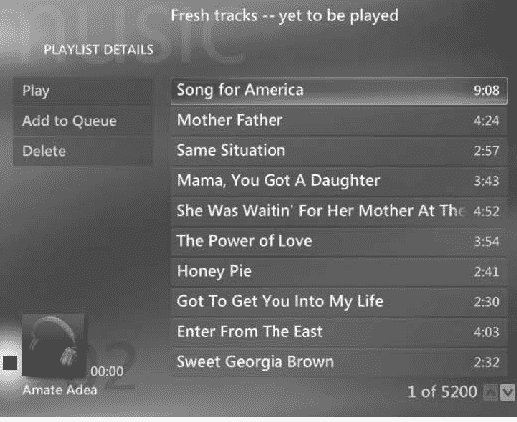 music
Fresh tracks -- yet to be played
PLAYLIST DETAILS
Play
Add to Queue
Delete
Song for America 9:08
Mother Father 4:24
Same Situation 2:57
Mama, You Got A Daughter 3:43
She Was Waitin' For Her Mother At The 4:52
The Power of Love 3:54
Honey Pie 2:41
Got To Get You Into My Life 2:30
Enter From The East 4:03
Sweet Georgia Brown 2:32
00:00
Amate Adea
1 of 5200